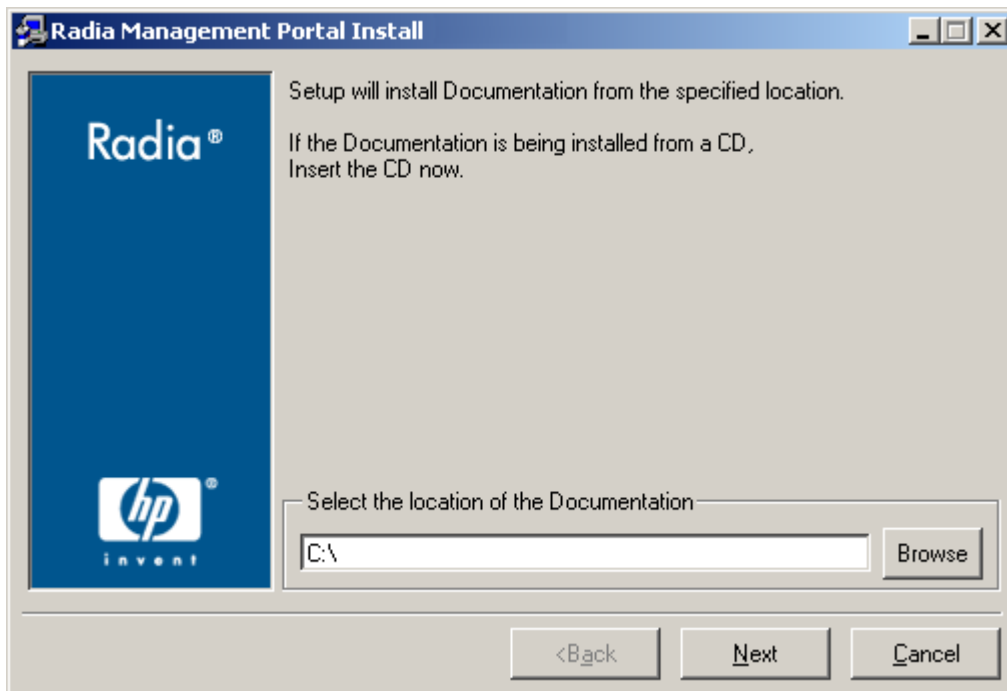 Radia Management Portal Install
Radia®
Setup will install Documentation from the specified location.
If the Documentation is being installed from a CD,
Insert the CD now.
hp®
invent
Select the location of the Documentation
C:\
Browse
<Back
Next
Cancel